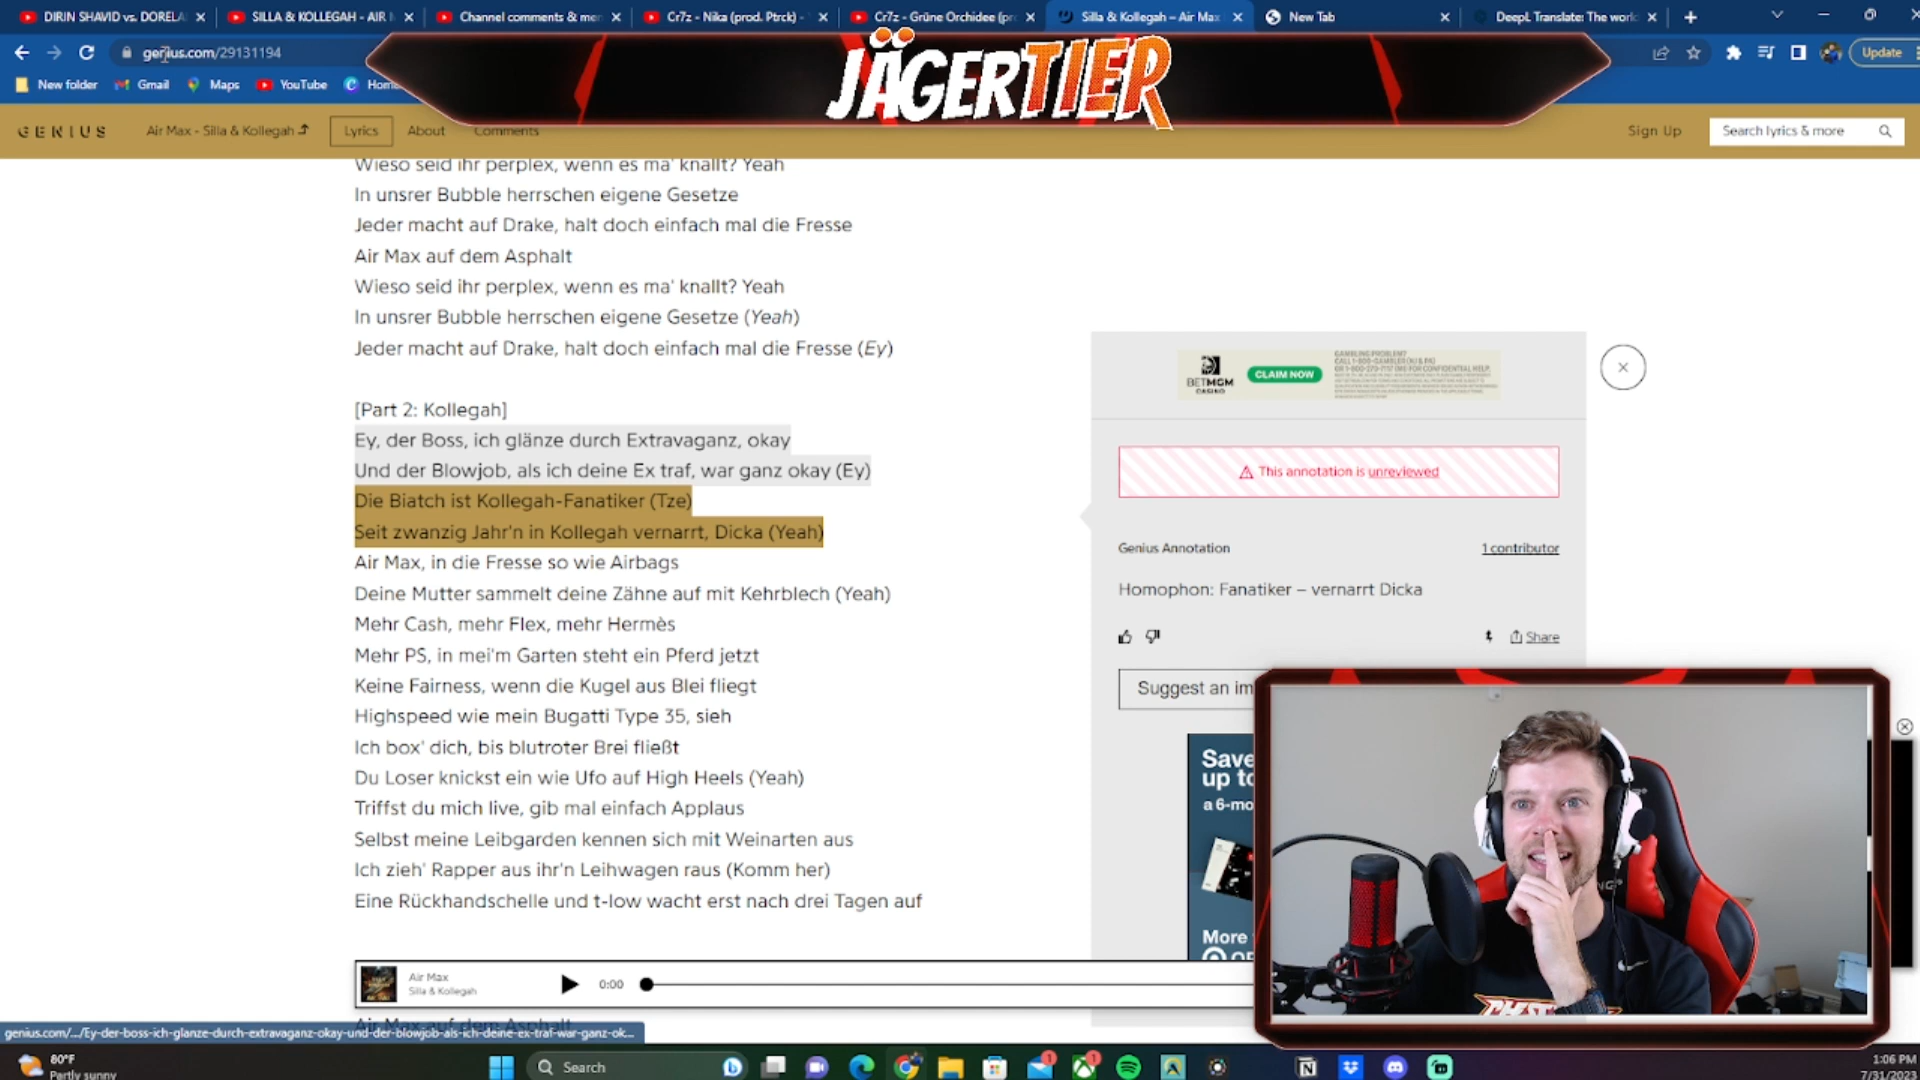 DIRIN SHAVID vs. DORELA
SILLA & KOLLEGAH - AIR
Channel comments & me
Cr7z - Nika (prod. Ptrck) -
Cr7z - Grüne Orchidee (pr
Silla & Kollegah – Air Max
New Tab
DeepL Translate: The worl
genius.com/29131194
Update
New folder
Gmail
Maps
YouTube
JÄGERTIER
GENIUS
Air Max - Silla & Kollegah
Lyrics
About
Comments
Sign Up
Search lyrics & more
Wieso seid ihr perplex, wenn es ma' knallt? Yeah
In unsrer Bubble herrschen eigene Gesetze
Jeder macht auf Drake, halt doch einfach mal die Fresse
Air Max auf dem Asphalt
Wieso seid ihr perplex, wenn es ma' knallt? Yeah
In unsrer Bubble herrschen eigene Gesetze (Yeah)
Jeder macht auf Drake, halt doch einfach mal die Fresse (Ey)
[Part 2: Kollegah]
Ey, der Boss, ich glänze durch Extravaganz, okay
Und der Blowjob, als ich deine Ex traf, war ganz okay (Ey)
Die Biatch ist Kollegah-Fanatiker (Tze)
Seit zwanzig Jahr'n in Kollegah vernarrt, Dicka (Yeah)
Air Max, in die Fresse so wie Airbags
Deine Mutter sammelt deine Zähne auf mit Kehrblech (Yeah)
Mehr Cash, mehr Flex, mehr Hermès
Mehr PS, in mei'm Garten steht ein Pferd jetzt
Keine Fairness, wenn die Kugel aus Blei fliegt
Highspeed wie mein Bugatti Type 35, sieh
Ich box' dich, bis blutroter Brei fließt
Du Loser knickst ein wie Ufo auf High Heels (Yeah)
Triffst du mich live, gib mal einfach Applaus
Selbst meine Leibgarden kennen sich mit Weinarten aus
Ich zieh' Rapper aus ihr'n Leihwagen raus (Komm her)
Eine Rückhandschelle und t-low wacht erst nach drei Tagen auf
Air Max auf dem Asphalt
BETMGM
CASINO
CLAIM NOW
This annotation is unreviewed
Genius Annotation
1 contributor
Homophon: Fanatiker – vernarrt Dicka
Share
Suggest an im
Save
up to
a 6-mo
More
Air Max
Silla & Kollegah
0:00
genius.com/.../Ey-der-boss-ich-glanze-durch-extravaganz-okay-und-der-blowjob-als-ich-deine-ex-traf-war-ganz-ok...
80°F
Partly sunny
Search
1:06 PM
7/31/2023